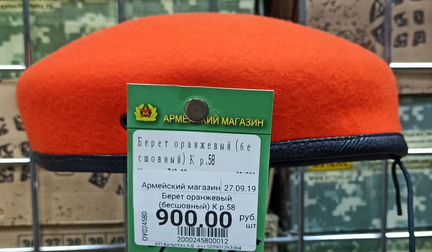 АРМЕЙСКИЙ МАГАЗИН
Берет оранжевый (бе
сшовный) К р.58
Армейский магазин 27.09.19
Берет оранжевый
(бесшовный) К р.58
900.00 руб.
шт
09024580
2000245800012